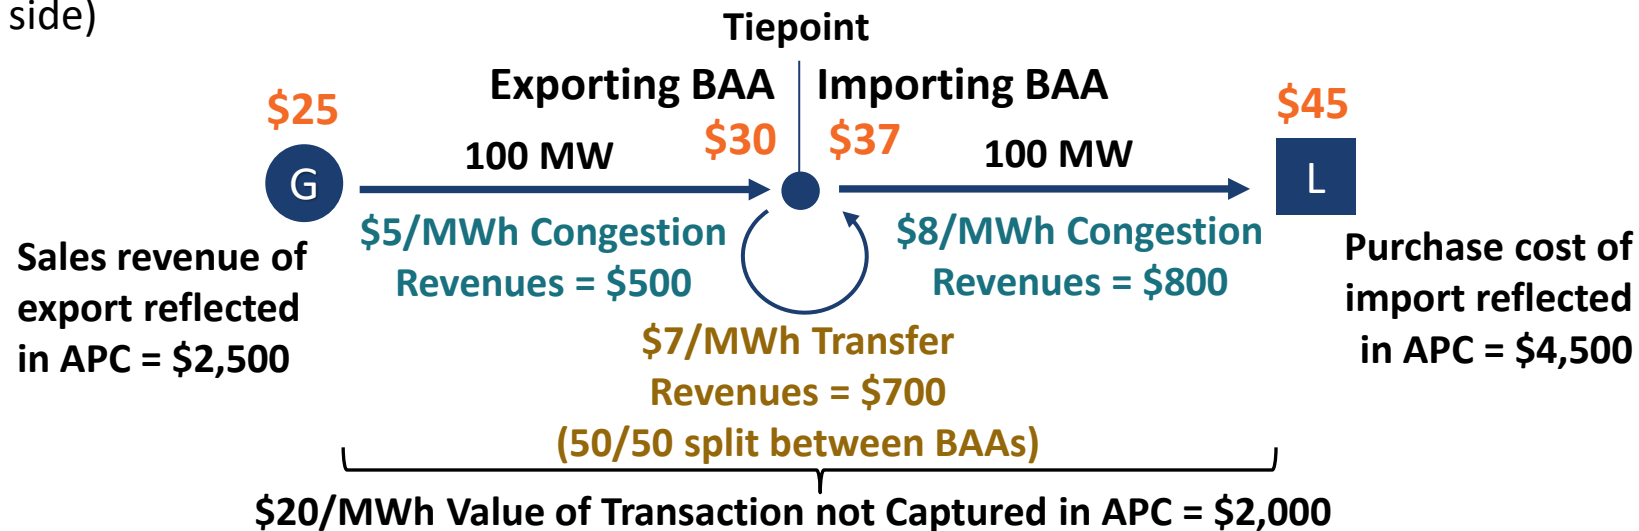 side)
Tiepoint
Exporting BAA
Importing BAA
$25
$30
$37
$45
100 MW
100 MW
G
L
$5/MWh Congestion
Revenues = $500
$8/MWh Congestion
Revenues = $800
Sales revenue of
export reflected
in APC = $2,500
Purchase cost of
import reflected
in APC = $4,500
$7/MWh Transfer
Revenues = $700
(50/50 split between BAAs)
$20/MWh Value of Transaction not Captured in APC = $2,000